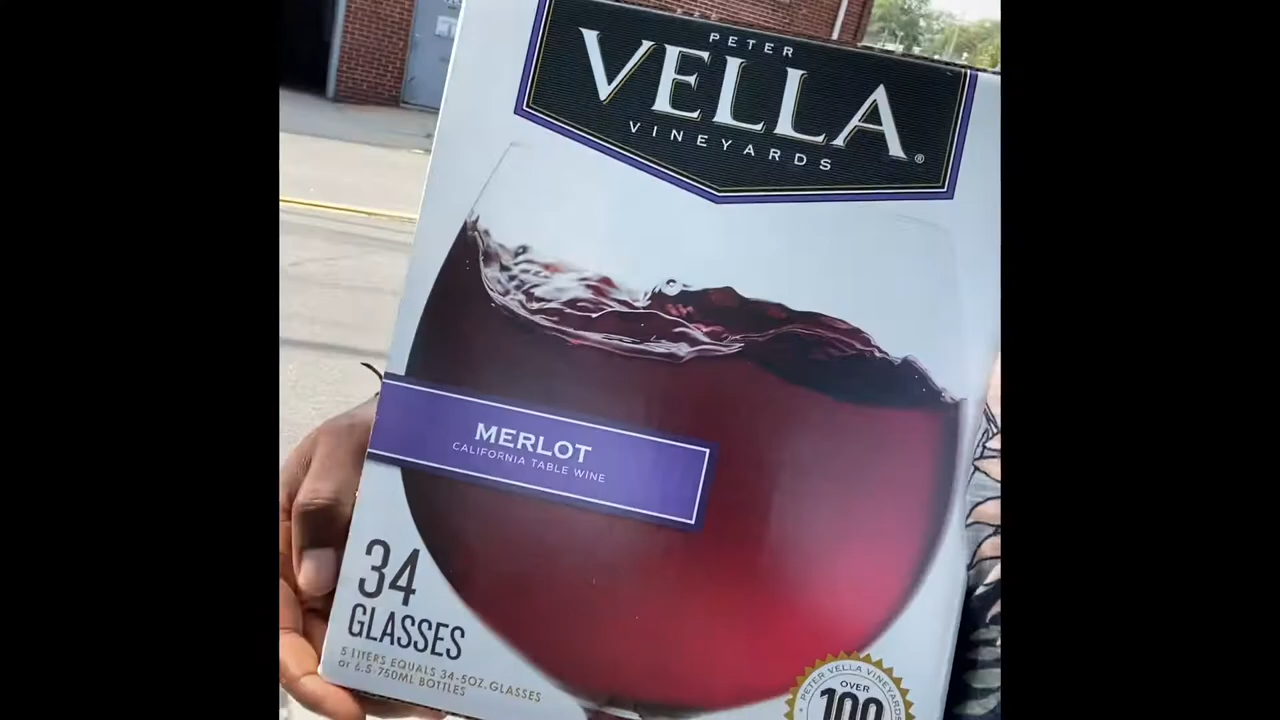 PETER
VELLA®
VINEYARDS
MERLOT
CALIFORNIA TABLE WINE
34
GLASSES
5 LITERS EQUALS 34-5OZ. GLASSES
or 6.5-750ML BOTTLES
PETER VELLA VINEYARDS
OVER
100